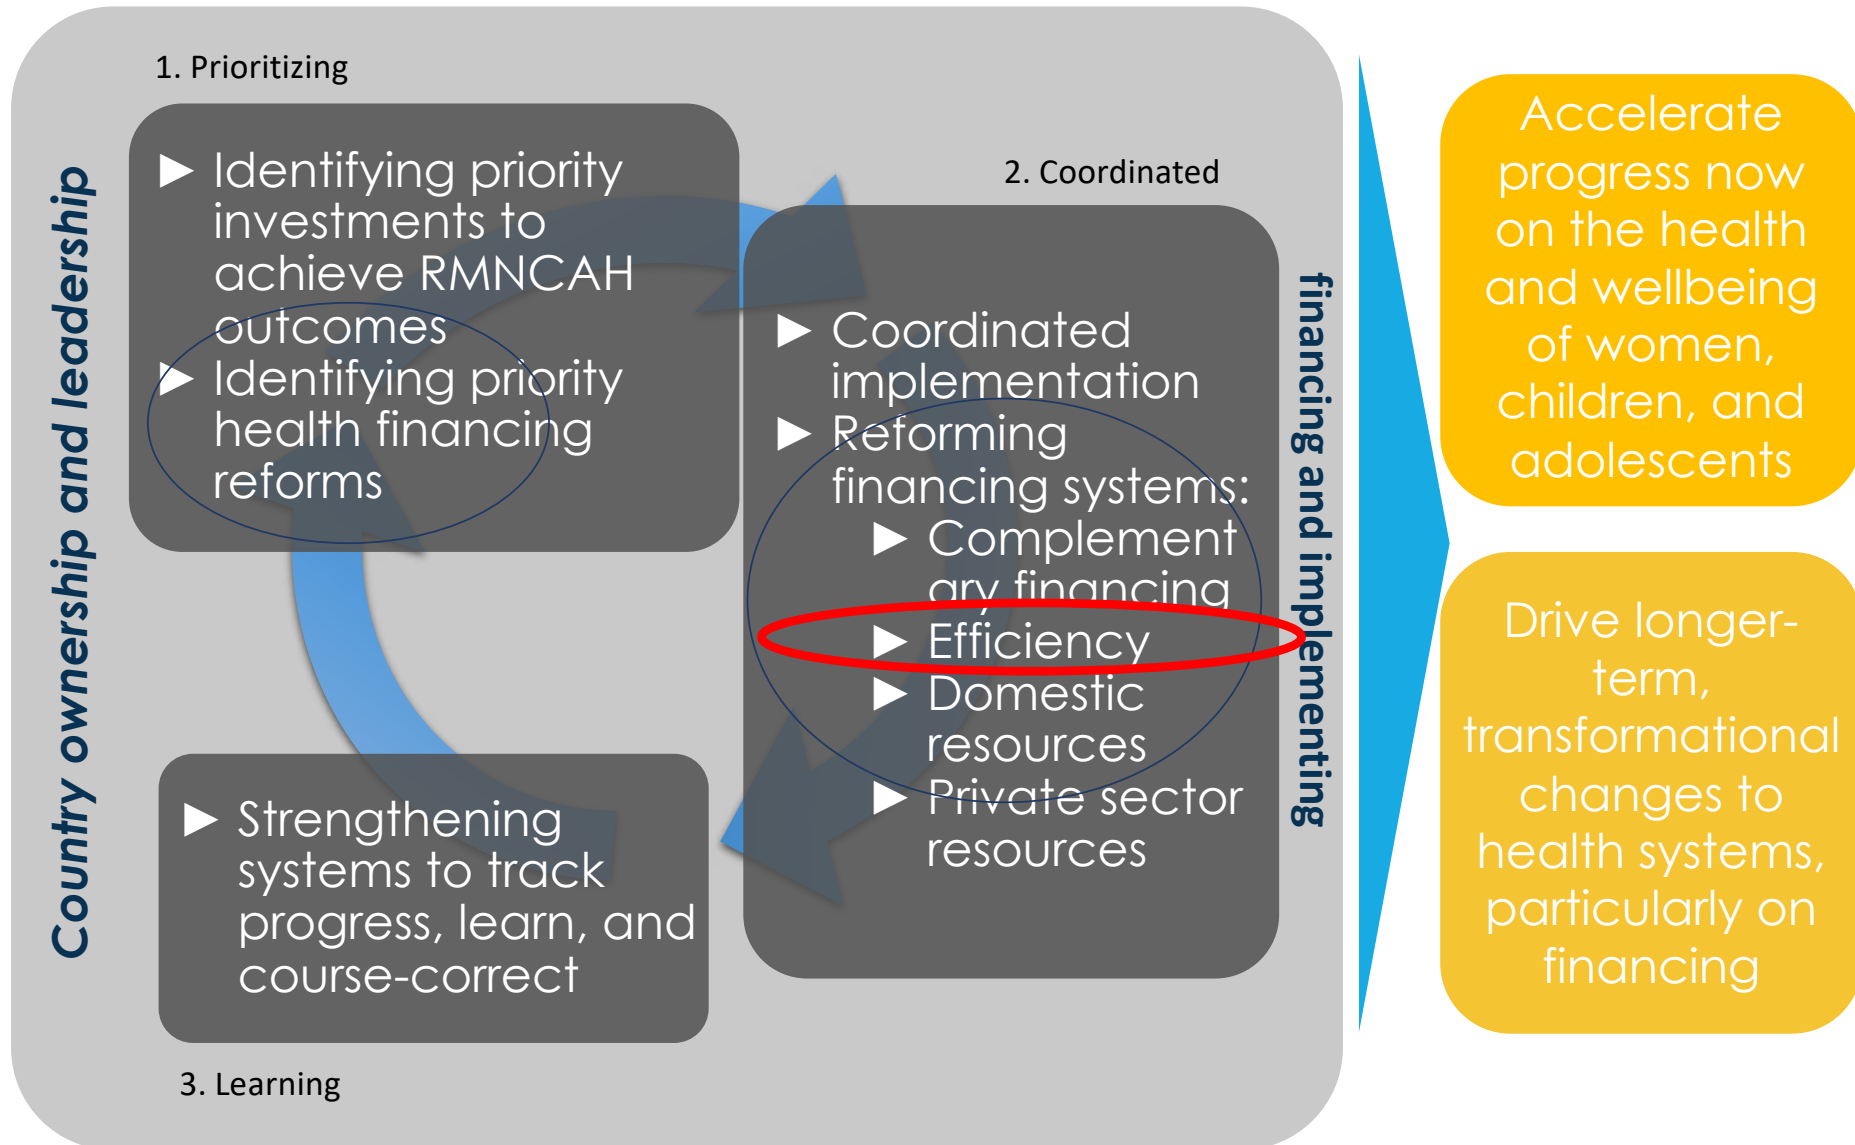 Country ownership and leadership
1. Prioritizing
► Identifying priority
investments to
achieve RMNCAH
outcomes
► Identifying priority
health financing
reforms
2. Coordinated
► Coordinated
implementation
► Reforming
financing systems:
► Complement
ary financing
► Efficiency
► Domestic
resources
► Private sector
resources
financing and implementing
► Strengthening
systems to track
progress, learn, and
course-correct
3. Learning
Accelerate
progress now
on the health
and wellbeing
of women,
children, and
adolescents
Drive longer-
term,
transformational
changes to
health systems,
particularly on
financing